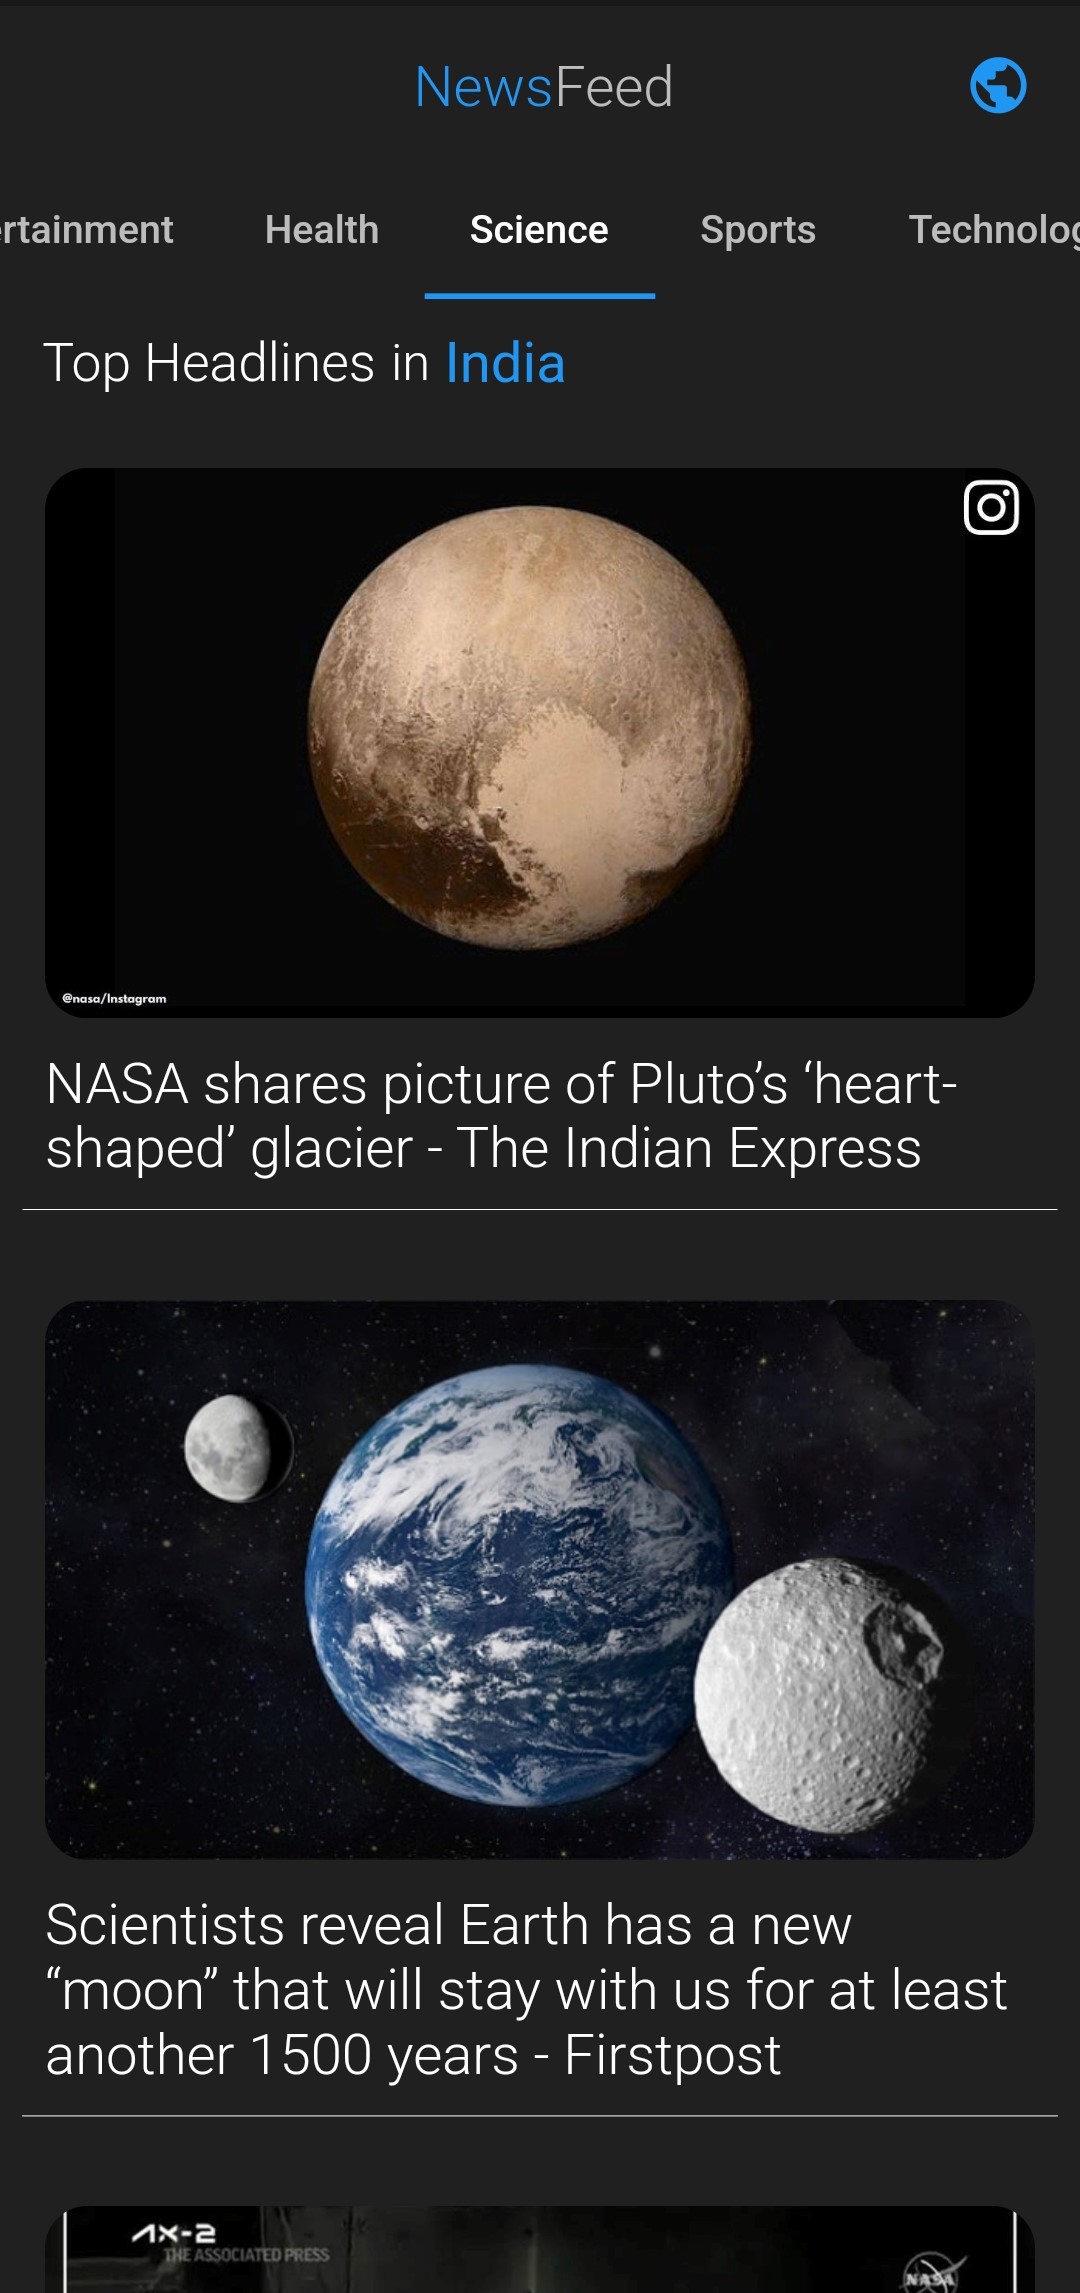 NewsFeed
ertainment Health Science Sports Technolog
Top Headlines in India
@nasa/Instagram
NASA shares picture of Pluto’s ‘heart-
shaped’ glacier - The Indian Express
Scientists reveal Earth has a new
“moon” that will stay with us for at least
another 1500 years - Firstpost
AX-2
THE ASSOCIATED PRESS
NASA